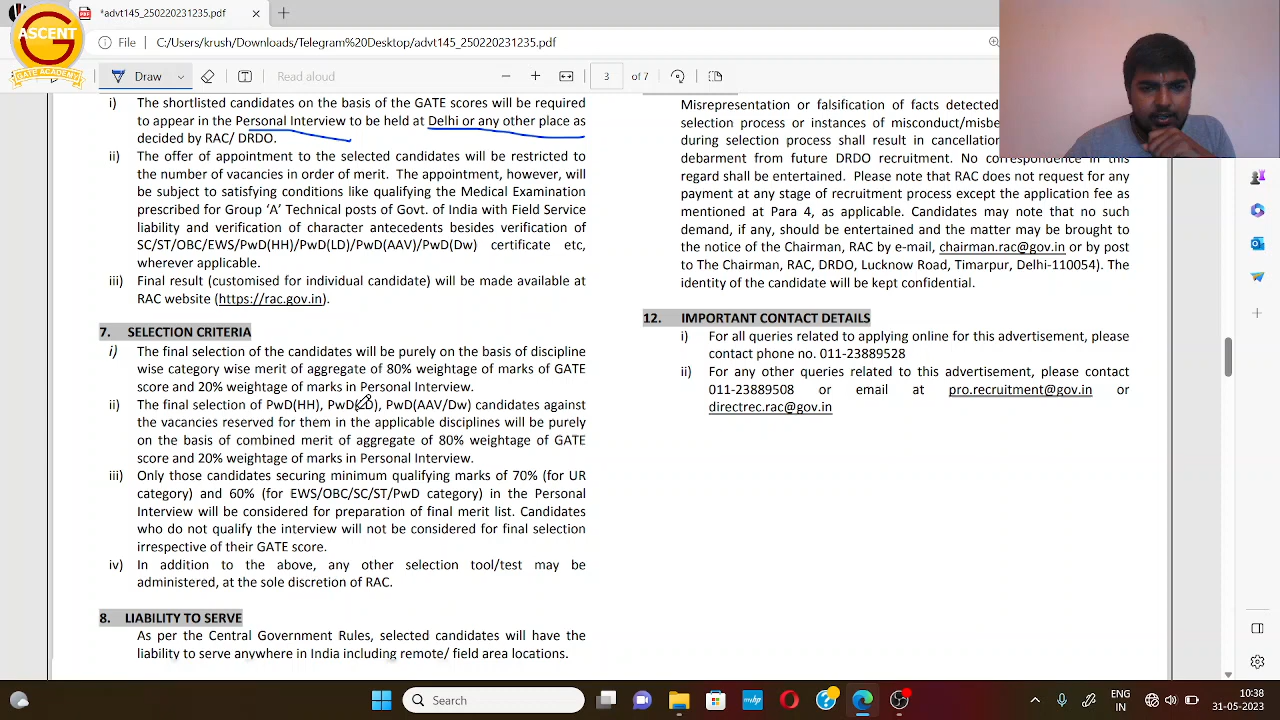 ASCENT
GATE ACADEMY
*advt145_250220231235.pdf
File
C:/Users/krush/Downloads/Telegram%20Desktop/advt145_250220231235.pdf
Draw
Read aloud
3
of 7
i) The shortlisted candidates on the basis of the GATE scores will be required
to appear in the Personal Interview to be held at Delhi or any other place as
decided by RAC/ DRDO.
ii) The offer of appointment to the selected candidates will be restricted to
the number of vacancies in order of merit. The appointment, however, will
be subject to satisfying conditions like qualifying the Medical Examination
prescribed for Group ‘A’ Technical posts of Govt. of India with Field Service
liability and verification of character antecedents besides verification of
SC/ST/OBC/EWS/PwD(HH)/PwD(LD)/PwD(AAV)/PwD(Dw) certificate etc,
wherever applicable.
iii) Final result (customised for individual candidate) will be made available at
RAC website (https://rac.gov.in).
7. SELECTION CRITERIA
i) The final selection of the candidates will be purely on the basis of discipline
wise category wise merit of aggregate of 80% weightage of marks of GATE
score and 20% weightage of marks in Personal Interview.
ii) The final selection of PwD(HH), PwD(LD), PwD(AAV/Dw) candidates against
the vacancies reserved for them in the applicable disciplines will be purely
on the basis of combined merit of aggregate of 80% weightage of GATE
score and 20% weightage of marks in Personal Interview.
iii) Only those candidates securing minimum qualifying marks of 70% (for UR
category) and 60% (for EWS/OBC/SC/ST/PwD category) in the Personal
Interview will be considered for preparation of final merit list. Candidates
who do not qualify the interview will not be considered for final selection
irrespective of their GATE score.
iv) In addition to the above, any other selection tool/test may be
administered, at the sole discretion of RAC.
8. LIABILITY TO SERVE
As per the Central Government Rules, selected candidates will have the
liability to serve anywhere in India including remote/ field area locations.
Misrepresentation or falsification of facts detected
selection process or instances of misconduct/misbe
during selection process shall result in cancellation
debarment from future DRDO recruitment. No correspondence in this
regard shall be entertained. Please note that RAC does not request for any
payment at any stage of recruitment process except the application fee as
mentioned at Para 4, as applicable. Candidates may note that no such
demand, if any, should be entertained and the matter may be brought to
the notice of the Chairman, RAC by e-mail, chairman.rac@gov.in or by post
to The Chairman, RAC, DRDO, Lucknow Road, Timarpur, Delhi-110054). The
identity of the candidate will be kept confidential.
12. IMPORTANT CONTACT DETAILS
i) For all queries related to applying online for this advertisement, please
contact phone no. 011-23889528
ii) For any other queries related to this advertisement, please contact
011-23889508 or email at pro.recruitment@gov.in or
directrec.rac@gov.in
Search
ENG
IN
10:38
31-05-2023